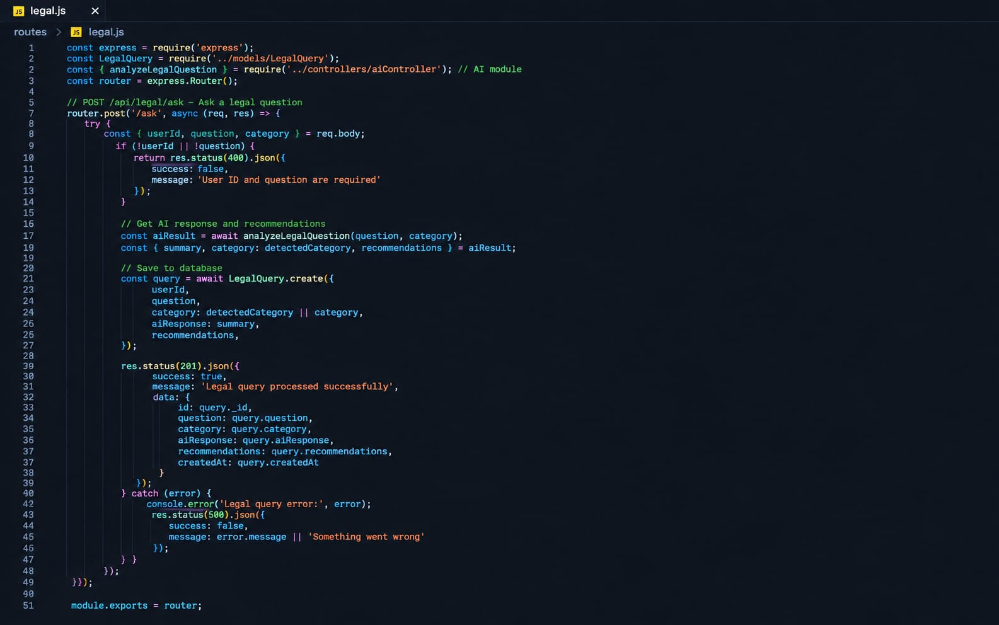 JS legal.js ✕
routes > JS legal.js
1 const express = require('express');
2 const LegalQuery = require('../models/LegalQuery');
2 const { analyzeLegalQuestion } = require('../controllers/aiController'); // AI module
3 const router = express.Router();
4
5 // POST /api/legal/ask – Ask a legal question
7 router.post('/ask', async (req, res) => {
8 try {
8 const { userId, question, category } = req.body;
9 if (!userId || !question) {
10 return res.status(400).json({
11 success: false,
12 message: 'User ID and question are required'
13 });
14 }
15
16 // Get AI response and recommendations
17 const aiResult = await analyzeLegalQuestion(question, category);
19 const { summary, category: detectedCategory, recommendations } = aiResult;
19
20 // Save to database
21 const query = await LegalQuery.create({
23 userId,
24 question,
24 category: detectedCategory || category,
26 aiResponse: summary,
26 recommendations,
27 });
28
39 res.status(201).json({
30 success: true,
31 message: 'Legal query processed successfully',
32 data: {
33 id: query._id,
34 question: query.question,
35 category: query.category,
36 aiResponse: query.aiResponse,
37 recommendations: query.recommendations,
37 createdAt: query.createdAt
38 }
39 });
40 } catch (error) {
42 console.error('Legal query error:', error);
43 res.status(500).json({
44 success: false,
45 message: error.message || 'Something went wrong'
46 });
47 } }
48 });
49 }});
90
51 module.exports = router;